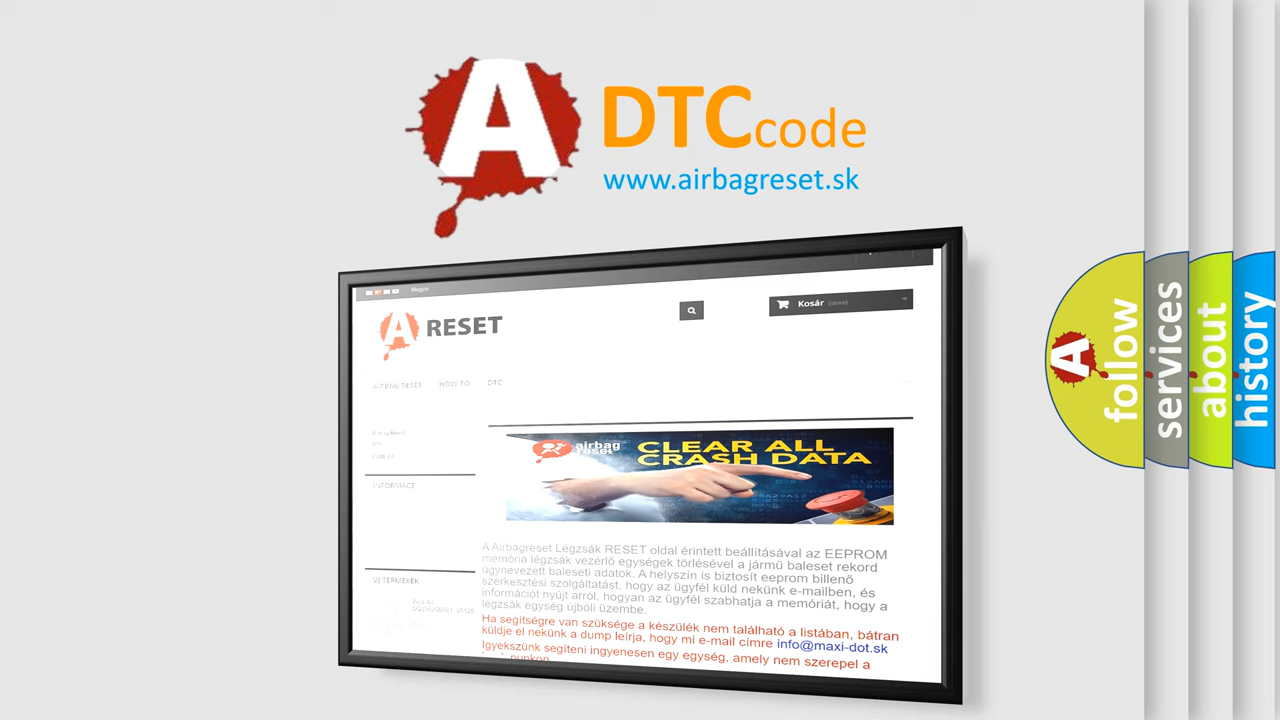 A
DTCcode
www.airbagreset.sk
Magyar
A RESET
Kosár (üres)
AIRBAG RESET HOW TO DTC
Airbag Reset
DTC
INFORMACE
airbag
reset
CLEAR ALL
CRASH DATA
A Airbagreset Légzsák RESET oldal érintett beállításával az EEPROM
memória légzsák vezérlő egységek törlésével a jármű baleset rekord
úgynevezett baleseti adatok. A helyszín is biztosít eeprom billenő
szerkesztési szolgáltatást, hogy az ügyfél küld nekünk e-mailben, és
információt nyújt arról, hogyan az ügyfél szabhatja a memóriát, hogy a
légzsák egység újbóli üzembe.
Ha segítségre van szüksége a készülék nem található a listában, bátran
küldje el nekünk a dump leírja, hogy mi e-mail címre info@maxi-dot.sk
Igyekszünk segíteni ingyenesen egy egység, amely nem szerepel a
ÚJ TERMÉKEK
A
follow
services
about
history